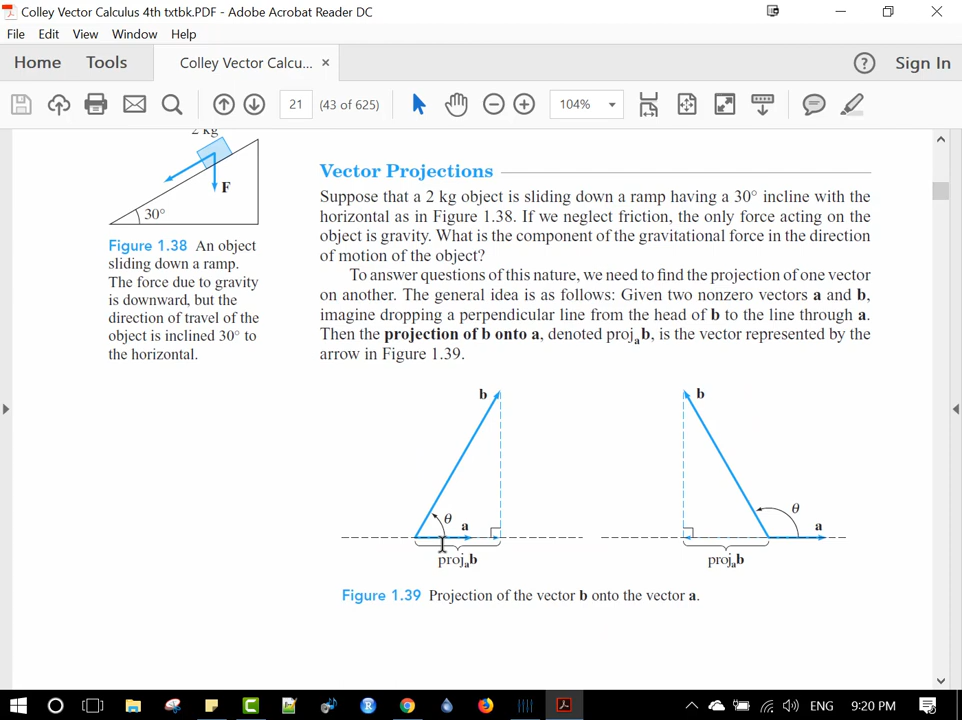 Colley Vector Calculus 4th txtbk.PDF - Adobe Acrobat Reader DC
File Edit View Window Help
Home Tools Colley Vector Calcu... × ? Sign In
21 (43 of 625) 104%
2 kg
F
30°
Figure 1.38 An object
sliding down a ramp.
The force due to gravity
is downward, but the
direction of travel of the
object is inclined 30° to
the horizontal.
Vector Projections
Suppose that a 2 kg object is sliding down a ramp having a 30° incline with the
horizontal as in Figure 1.38. If we neglect friction, the only force acting on the
object is gravity. What is the component of the gravitational force in the direction
of motion of the object?
To answer questions of this nature, we need to find the projection of one vector
on another. The general idea is as follows: Given two nonzero vectors a and b,
imagine dropping a perpendicular line from the head of b to the line through a.
Then the projection of b onto a, denoted projₐb, is the vector represented by the
arrow in Figure 1.39.
b
θ
a
projₐb
b
θ
a
projₐb
Figure 1.39 Projection of the vector b onto the vector a.
ENG 9:20 PM